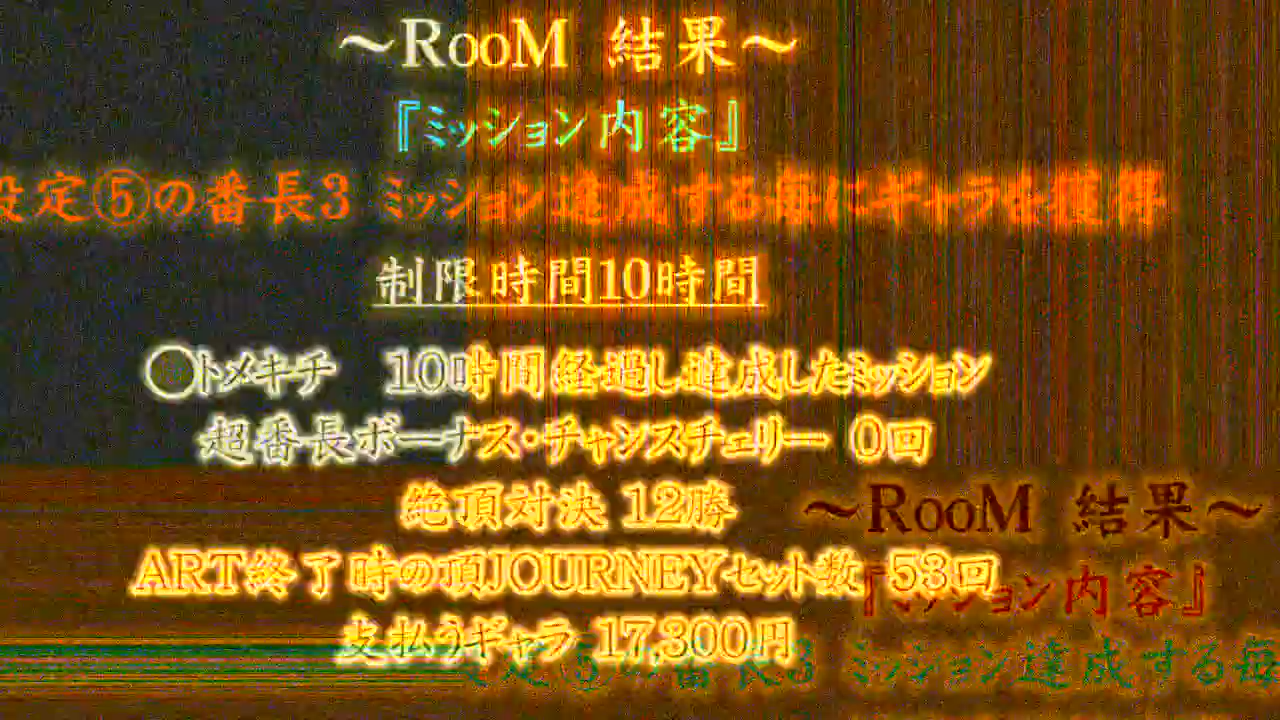 ～RooM 結果～
『ミッション内容』
設定⑤の番長3 ミッション達成する毎にギャラを獲得
制限時間10時間
●トメキチ 10時間経過し達成したミッション
超番長ボーナス・チャンスチェリー 0回
絶頂対決 12勝
～RooM 結果～
ART終了時の頂JOURNEYセット数 53回
『ミッション内容』
支払うギャラ 17,300円
設定⑤の番長3 ミッション達成する毎